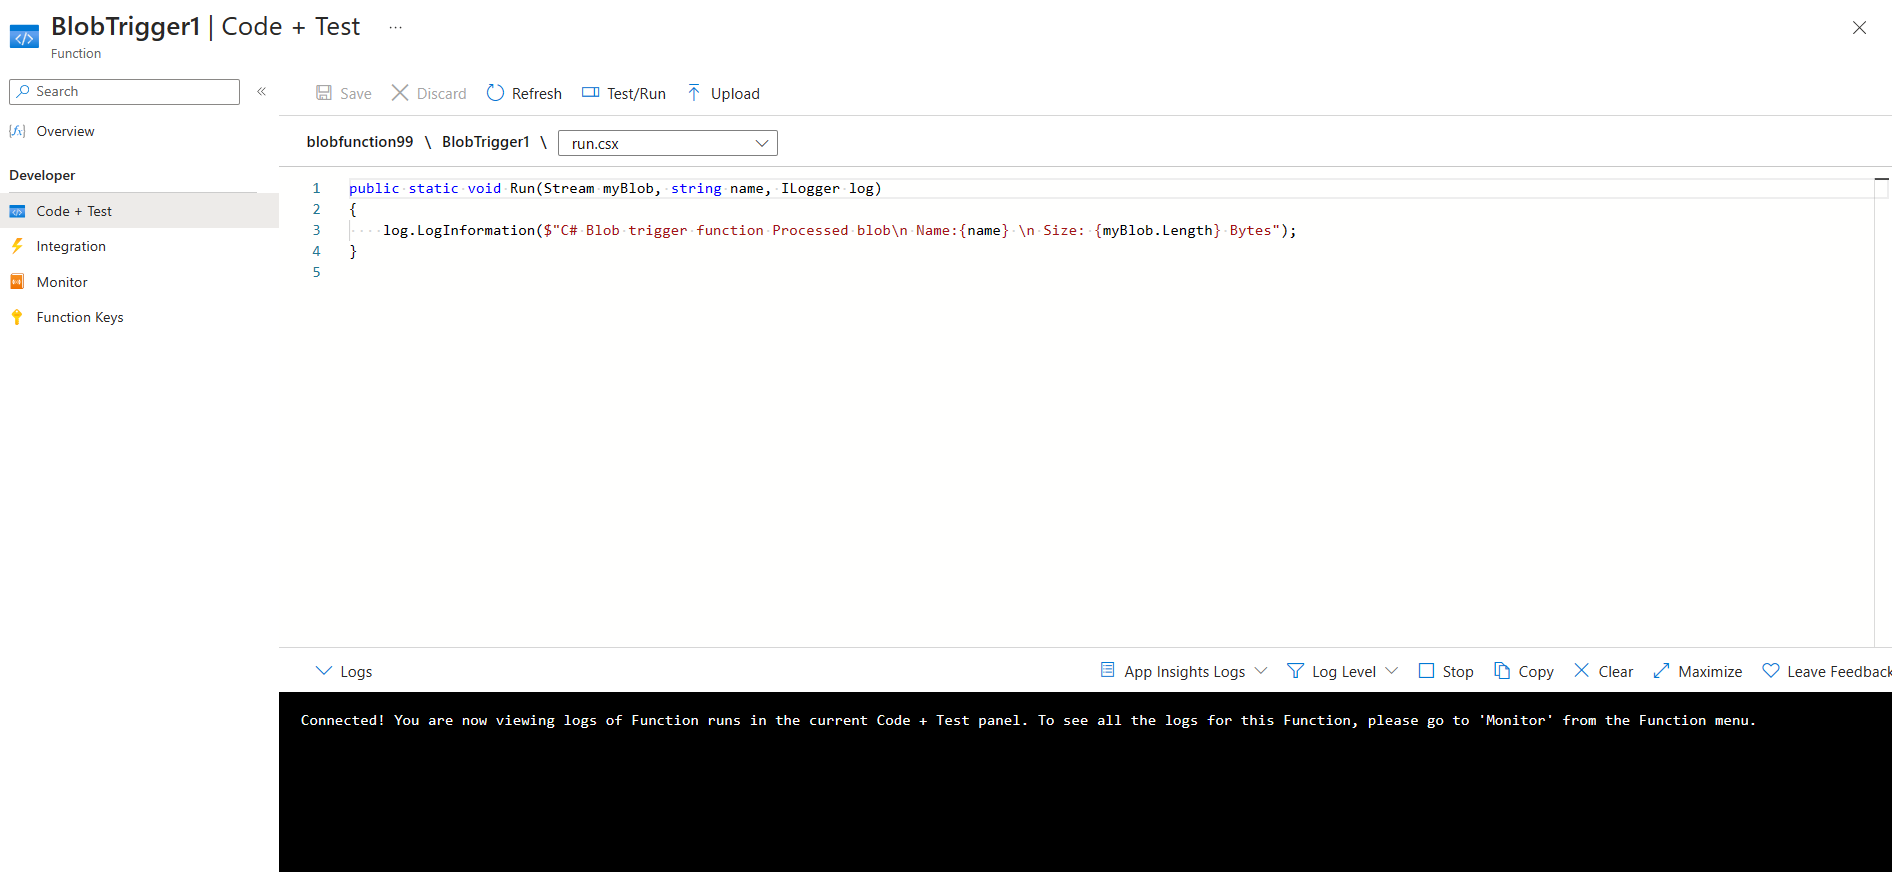 BlobTrigger1 | Code + Test ...
Function
Search «
Save Discard Refresh Test/Run Upload
Overview
blobfunction99 \ BlobTrigger1 \ run.csx
Developer
Code + Test
Integration
Monitor
Function Keys
1 public static void Run(Stream myBlob, string name, ILogger log)
2 {
3 log.LogInformation($"C# Blob trigger function Processed blob\n Name:{name} \n Size: {myBlob.Length} Bytes");
4 }
5
Logs App Insights Logs Log Level Stop Copy Clear Maximize Leave Feedback
Connected! You are now viewing logs of Function runs in the current Code + Test panel. To see all the logs for this Function, please go to 'Monitor' from the Function menu.